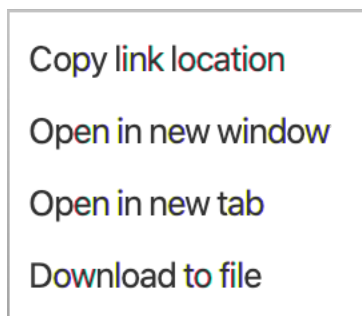 Copy link location
Open in new window
Open in new tab
Download to file